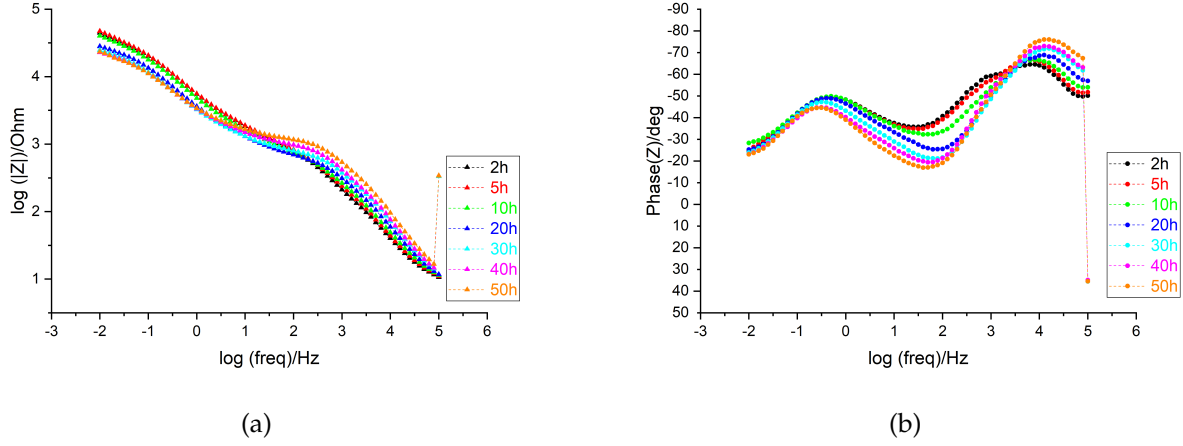 5
4
3
2
1
log (|Z|)/Ohm
-3 -2 -1 0 1 2 3 4 5 6
log (freq)/Hz
2h
5h
10h
20h
30h
40h
50h
(a)
-90
-80
-70
-60
-50
-40
-30
-20
-10
0
10
20
30
40
50
Phase(Z)/deg
-3 -2 -1 0 1 2 3 4 5 6
log (freq)/Hz
2h
5h
10h
20h
30h
40h
50h
(b)